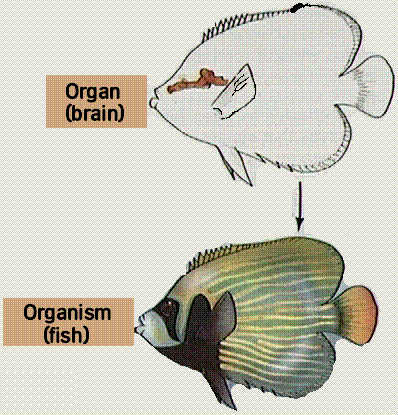 Organ
(brain)
Organism
(fish)